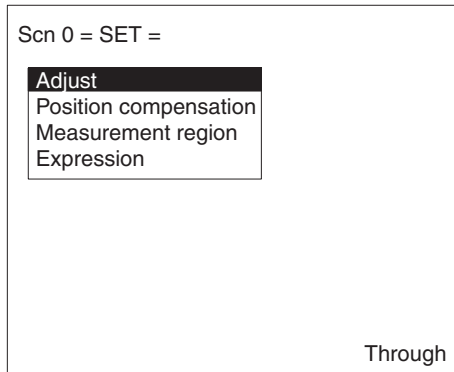 Scn 0 = SET =
Adjust
Position compensation
Measurement region
Expression
Through